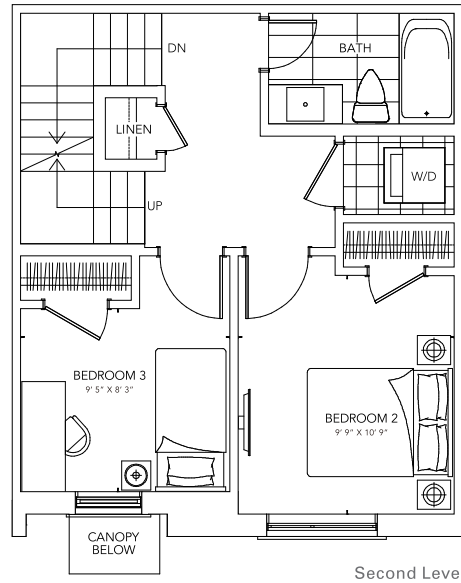 DN
BATH
LINEN
W/D
UP
BEDROOM 3
9' 5" X 8' 3"
BEDROOM 2
9' 9" X 10' 9"
CANOPY
BELOW
Second Leve